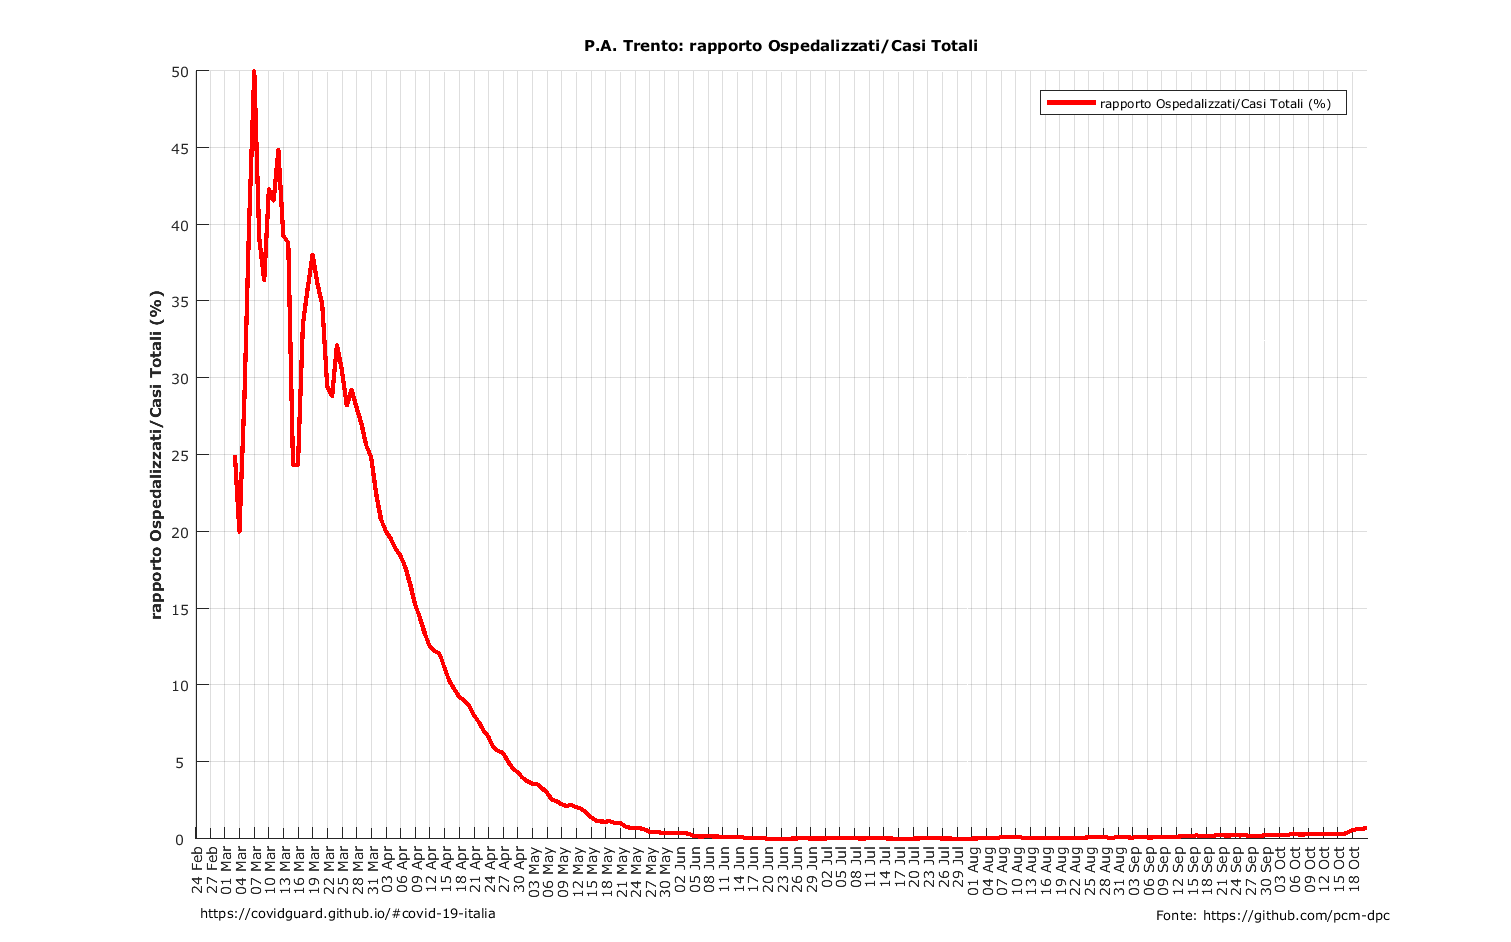 P.A. Trento: rapporto Ospedalizzati/Casi Totali
rapporto Ospedalizzati/Casi Totali (%)
rapporto Ospedalizzati/Casi Totali (%)
50
45
40
35
30
25
20
15
10
5
0
24 Feb
27 Feb
01 Mar
04 Mar
07 Mar
10 Mar
13 Mar
16 Mar
19 Mar
22 Mar
25 Mar
28 Mar
31 Mar
03 Apr
06 Apr
09 Apr
12 Apr
15 Apr
18 Apr
21 Apr
24 Apr
27 Apr
30 Apr
03 May
06 May
09 May
12 May
15 May
18 May
21 May
24 May
27 May
30 May
02 Jun
05 Jun
08 Jun
11 Jun
14 Jun
17 Jun
20 Jun
23 Jun
26 Jun
29 Jun
02 Jul
05 Jul
08 Jul
11 Jul
14 Jul
17 Jul
20 Jul
23 Jul
26 Jul
29 Jul
01 Aug
04 Aug
07 Aug
10 Aug
13 Aug
16 Aug
19 Aug
22 Aug
25 Aug
28 Aug
31 Aug
03 Sep
06 Sep
09 Sep
12 Sep
15 Sep
18 Sep
21 Sep
24 Sep
27 Sep
30 Sep
03 Oct
06 Oct
09 Oct
12 Oct
15 Oct
18 Oct
https://covidguard.github.io/#covid-19-italia
Fonte: https://github.com/pcm-dpc